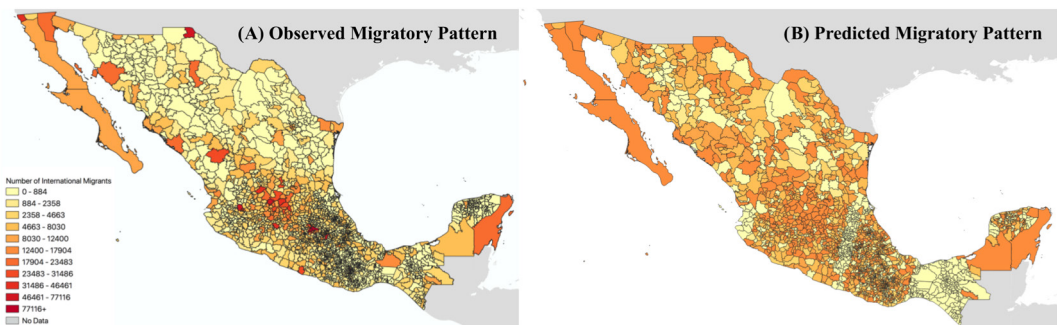 (A) Observed Migratory Pattern
(B) Predicted Migratory Pattern
Number of International Migrants
0 - 884
884 - 2358
2358 - 4663
4663 - 8030
8030 - 12400
12400 - 17904
17904 - 23483
23483 - 31486
31486 - 46461
46461 - 77116
77116+
No Data